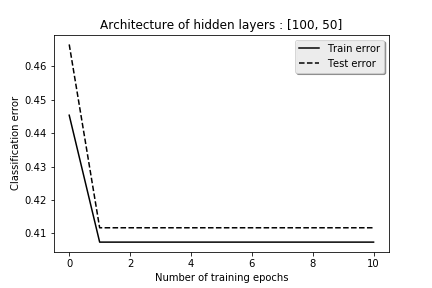 Architecture of hidden layers : [100, 50]
Train error
Test error
Classification error
0.46
0.45
0.44
0.43
0.42
0.41
0 2 4 6 8 10
Number of training epochs